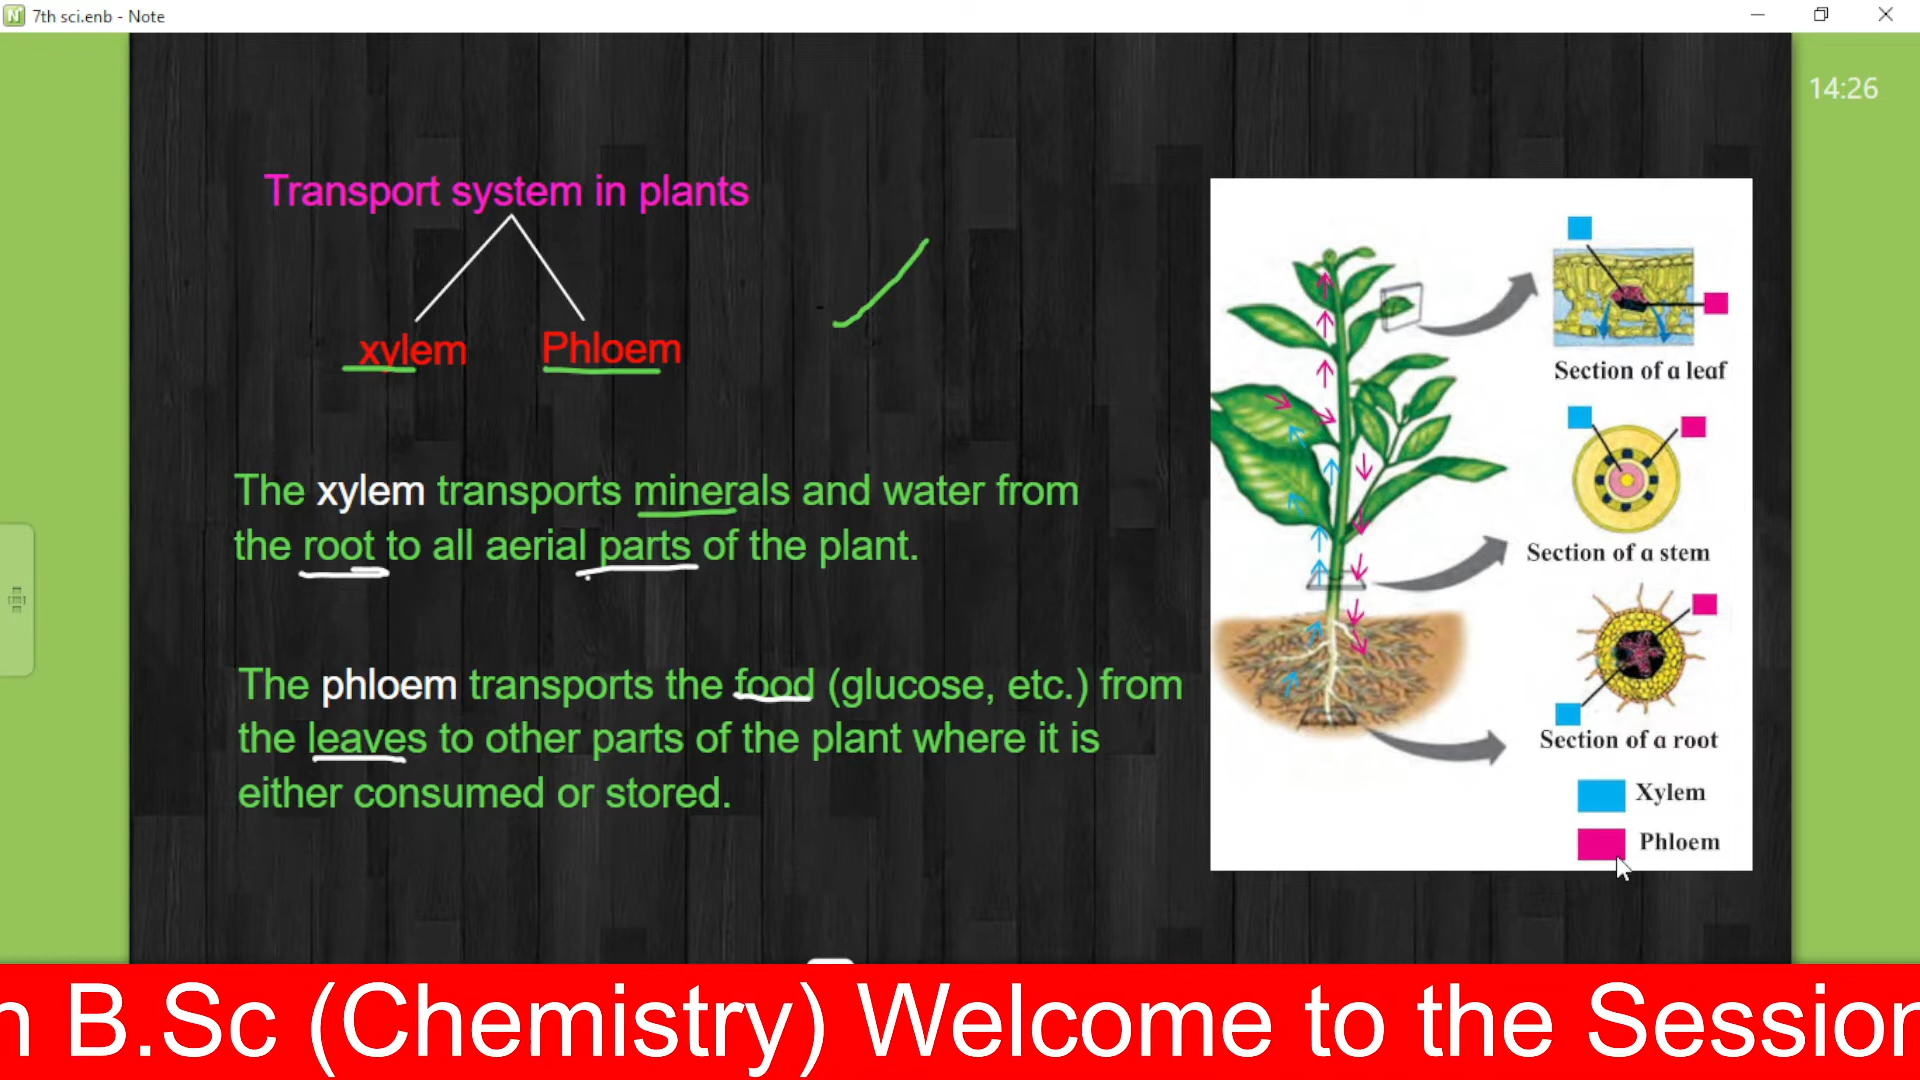 7th sci.enb - Note
14:26
Transport system in plants
xylem Phloem
The xylem transports minerals and water from
the root to all aerial parts of the plant.
The phloem transports the food (glucose, etc.) from
the leaves to other parts of the plant where it is
either consumed or stored.
Section of a leaf
Section of a stem
Section of a root
Xylem
Phloem
n B.Sc (Chemistry) Welcome to the Session